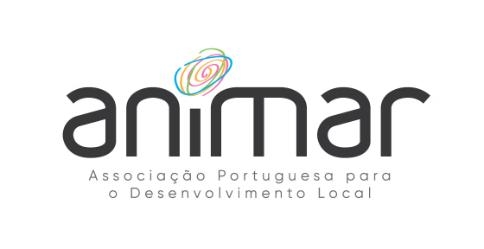 animar
Associação Portuguesa para
o Desenvolvimento Local